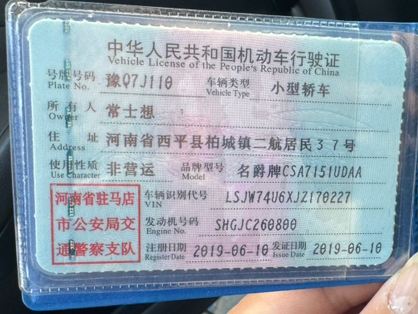 中华人民共和国机动车行驶证
Vehicle License of the People's Republic of China
号牌号码 豫Q7J110 车辆类型 小型轿车
Plate No. Vehicle Type
所有人 常士想
Owner
住址 河南省西平县柏城镇二航居民37号
Address
使用性质 非营运 品牌型号 名爵牌CSA7151UDAA
Use Character Model
河南省驻马店
市公安局交
通警察支队
车辆识别代号 LSJW74U6XJZ170227
VIN
发动机号码 SHGJC260800
Engine No.
注册日期 2019-06-10 发证日期 2019-06-10
Register Date Issue Date